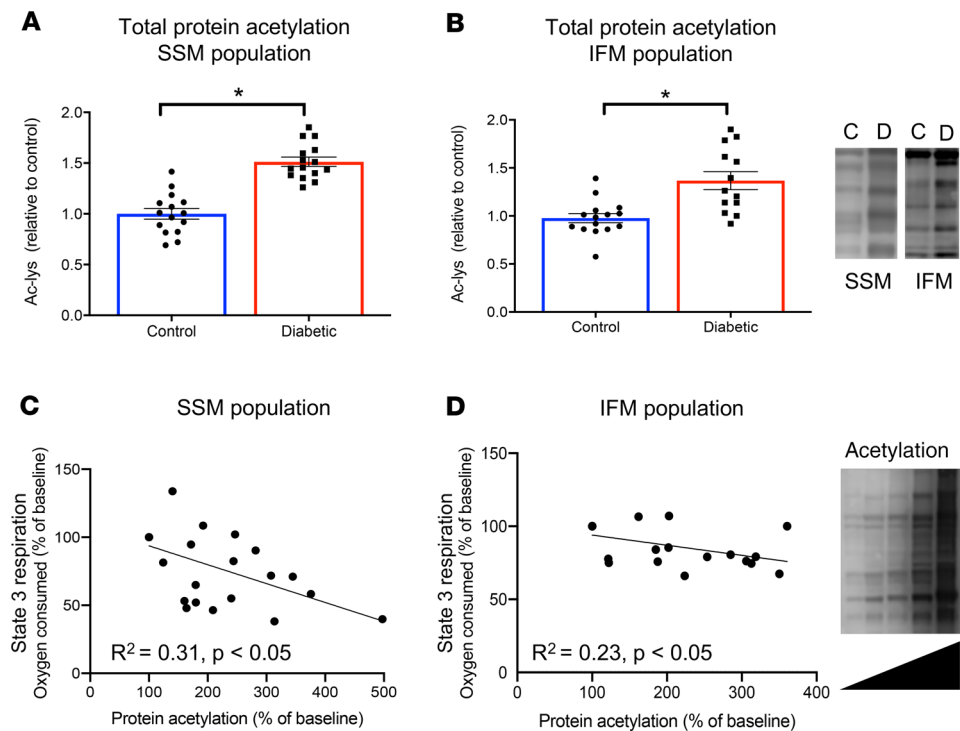 A
Total protein acetylation
SSM population
*
Ac-lys (relative to control)
2.0
1.5
1.0
0.5
0.0
Control
Diabetic
B
Total protein acetylation
IFM population
*
Ac-lys (relative to control)
2.0
1.5
1.0
0.5
0.0
Control
Diabetic
C D C D
SSM IFM
C
SSM population
State 3 respiration
Oxygen consumed (% of baseline)
150
100
50
0
R² = 0.31, p < 0.05
0 100 200 300 400 500
Protein acetylation (% of baseline)
D
IFM population
State 3 respiration
Oxygen consumed (% of baseline)
150
100
50
0
R² = 0.23, p < 0.05
0 100 200 300 400
Protein acetylation (% of baseline)
Acetylation